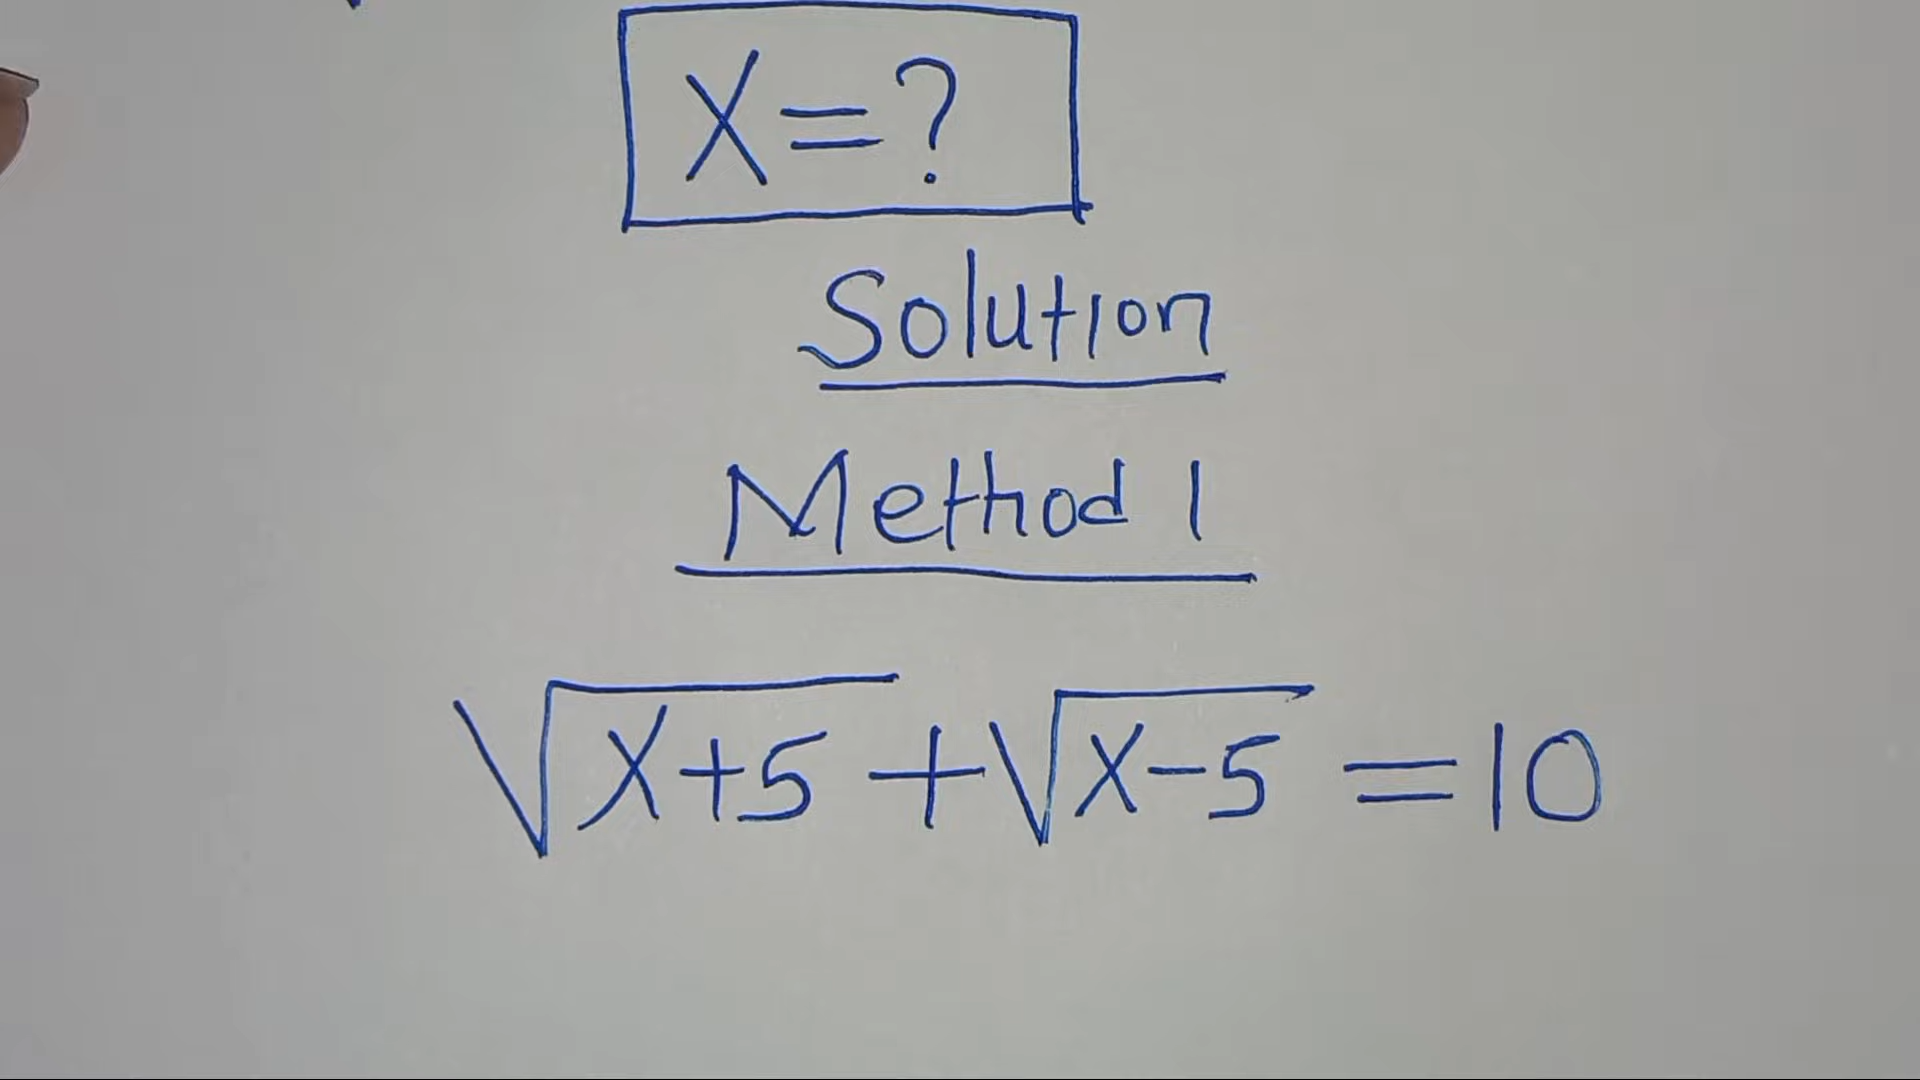 X=?
Solution
Method 1
√(X+5) + √(X-5) = 10